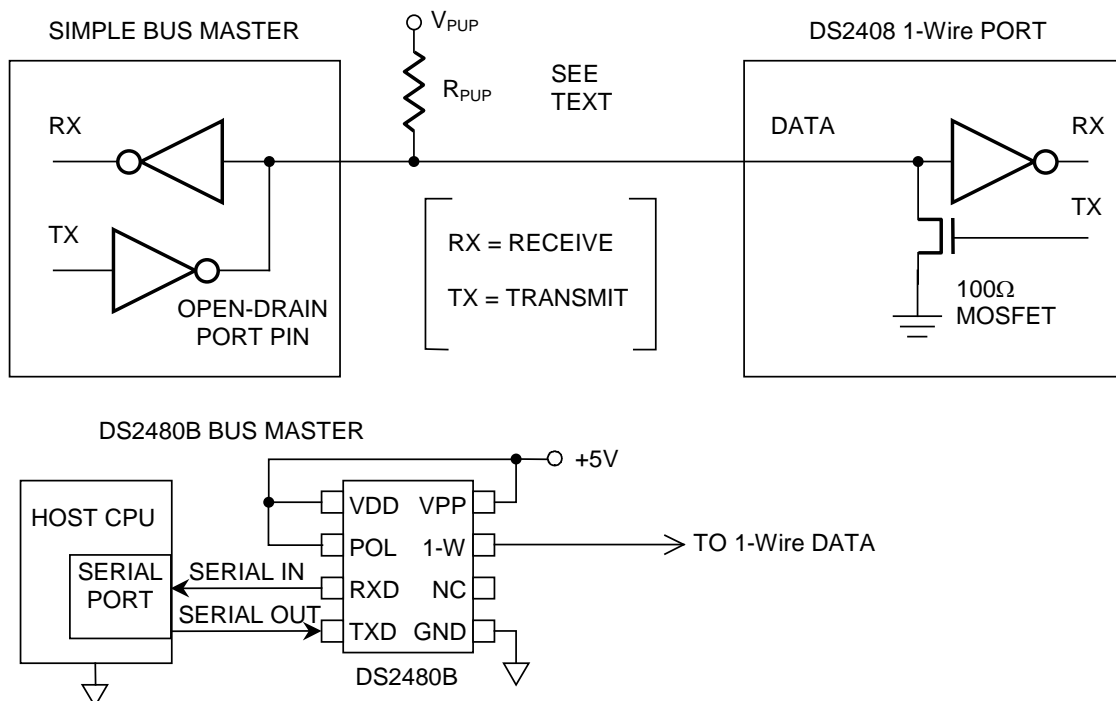 SIMPLE BUS MASTER
V_PUP
DS2408 1-Wire PORT
R_PUP
SEE
TEXT
RX
DATA
RX
TX
TX
RX = RECEIVE
TX = TRANSMIT
OPEN-DRAIN
PORT PIN
100Ω
MOSFET
DS2480B BUS MASTER
+5V
HOST CPU
VDD
VPP
POL
1-W
TO 1-Wire DATA
SERIAL
PORT
SERIAL IN
RXD
NC
SERIAL OUT
TXD
GND
DS2480B